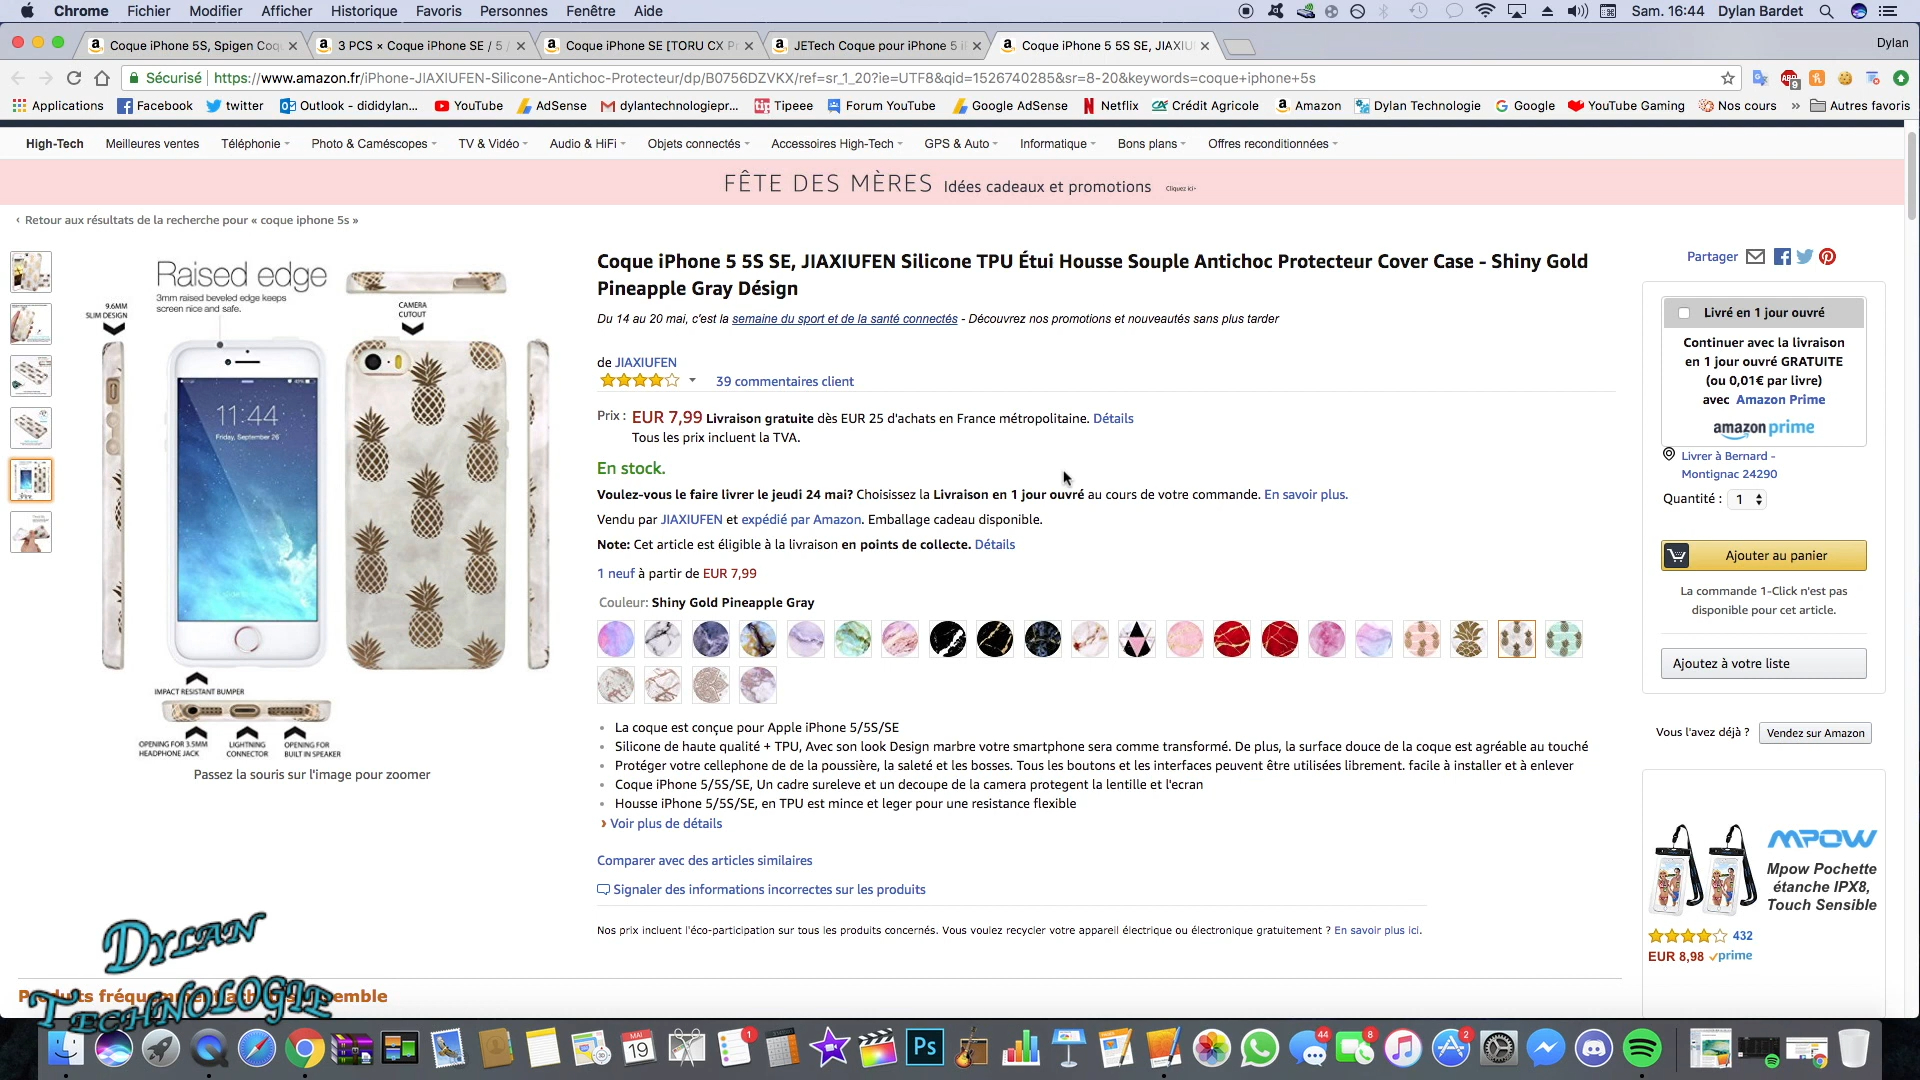 Chrome Fichier Modifier Afficher Historique Favoris Personnes Fenêtre Aide Sam. 16:44 Dylan Bardet
Coque iPhone 5S, Spigen Coq
3 PCS × Coque iPhone SE / 5 /
Coque iPhone SE [TORU CX Pr
JETech Coque pour iPhone 5 i
Coque iPhone 5 5S SE, JIAXIU
Dylan
Sécurisé https://www.amazon.fr/iPhone-JIAXIUFEN-Silicone-Antichoc-Protecteur/dp/B0756DZVKX/ref=sr_1_20?ie=UTF8&qid=1526740285&sr=8-20&keywords=coque+iphone+5s
Applications Facebook twitter Outlook - dididylan... YouTube AdSense dylantechnologiepr... Tipeee Forum YouTube Google AdSense Netflix Crédit Agricole Amazon Dylan Technologie Google YouTube Gaming Nos cours » Autres favoris
High-Tech Meilleures ventes Téléphonie Photo & Caméscopes TV & Vidéo Audio & HiFi Objets connectés Accessoires High-Tech GPS & Auto Informatique Bons plans Offres reconditionnées
FÊTE DES MÈRES Idées cadeaux et promotions Cliquez ici›
‹ Retour aux résultats de la recherche pour « coque iphone 5s »
Raised edge
3mm raised beveled edge keeps
screen nice and safe.
9.6MM
SLIM DESIGN
CAMERA
CUTOUT
11:44
Friday, September 26
IMPACT RESISTANT BUMPER
OPENING FOR 3.5MM
HEADPHONE JACK
LIGHTNING
CONNECTOR
OPENING FOR
BUILT IN SPEAKER
Passez la souris sur l'image pour zoomer
Coque iPhone 5 5S SE, JIAXIUFEN Silicone TPU Étui Housse Souple Antichoc Protecteur Cover Case - Shiny Gold
Pineapple Gray Désign
Du 14 au 20 mai, c'est la semaine du sport et de la santé connectés - Découvrez nos promotions et nouveautés sans plus tarder
de JIAXIUFEN
39 commentaires client
Prix : EUR 7,99 Livraison gratuite dès EUR 25 d'achats en France métropolitaine. Détails
Tous les prix incluent la TVA.
En stock.
Voulez-vous le faire livrer le jeudi 24 mai? Choisissez la Livraison en 1 jour ouvré au cours de votre commande. En savoir plus.
Vendu par JIAXIUFEN et expédié par Amazon. Emballage cadeau disponible.
Note: Cet article est éligible à la livraison en points de collecte. Détails
1 neuf à partir de EUR 7,99
Couleur: Shiny Gold Pineapple Gray
La coque est conçue pour Apple iPhone 5/5S/SE
Silicone de haute qualité + TPU, Avec son look Design marbre votre smartphone sera comme transformé. De plus, la surface douce de la coque est agréable au touché
Protéger votre cellephone de de la poussière, la saleté et les bosses. Tous les boutons et les interfaces peuvent être utilisées librement. facile à installer et à enlever
Coque iPhone 5/5S/SE, Un cadre sureleve et un decoupe de la camera protegent la lentille et l'ecran
Housse iPhone 5/5S/SE, en TPU est mince et leger pour une resistance flexible
› Voir plus de détails
Comparer avec des articles similaires
Signaler des informations incorrectes sur les produits
Nos prix incluent l'éco-participation sur tous les produits concernés. Vous voulez recycler votre appareil électrique ou électronique gratuitement ? En savoir plus ici.
Partager
Livré en 1 jour ouvré
Continuer avec la livraison
en 1 jour ouvré GRATUITE
(ou 0,01€ par livre)
avec Amazon Prime
amazon prime
Livrer à Bernard -
Montignac 24290
Quantité : 1
Ajouter au panier
La commande 1-Click n'est pas
disponible pour cet article.
Ajoutez à votre liste
Vous l'avez déjà ? Vendez sur Amazon
MPOW
Mpow Pochette
étanche IPX8,
Touch Sensible
432
EUR 8,98 prime
DYLAN
TECHNOLOGIE
MAI
19
1
Ps
44
8
2